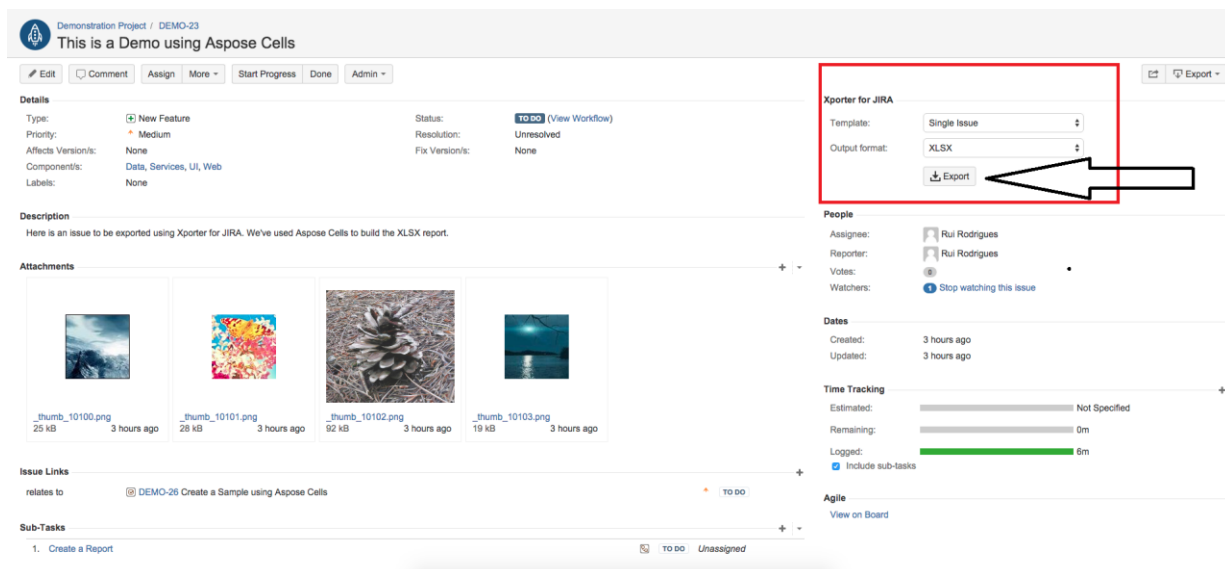 Demonstration Project / DEMO-23
This is a Demo using Aspose Cells
Edit Comment Assign More Start Progress Done Admin
Export
Details
Type: New Feature
Status: TO DO (View Workflow)
Priority: Medium
Resolution: Unresolved
Affects Version/s: None
Fix Version/s: None
Component/s: Data, Services, UI, Web
Labels: None
Description
Here is an issue to be exported using Xporter for JIRA. We've used Aspose Cells to build the XLSX report.
Attachments
_thumb_10100.png
25 kB 3 hours ago
_thumb_10101.png
28 kB 3 hours ago
_thumb_10102.png
92 kB 3 hours ago
_thumb_10103.png
19 kB 3 hours ago
Issue Links
relates to DEMO-26 Create a Sample using Aspose Cells TO DO
Sub-Tasks
1. Create a Report TO DO Unassigned
Xporter for JIRA
Template: Single Issue
Output format: XLSX
Export
People
Assignee: Rui Rodrigues
Reporter: Rui Rodrigues
Votes: 0
Watchers: 1 Stop watching this issue
Dates
Created: 3 hours ago
Updated: 3 hours ago
Time Tracking
Estimated: Not Specified
Remaining: 0m
Logged: 6m
Include sub-tasks
Agile
View on Board